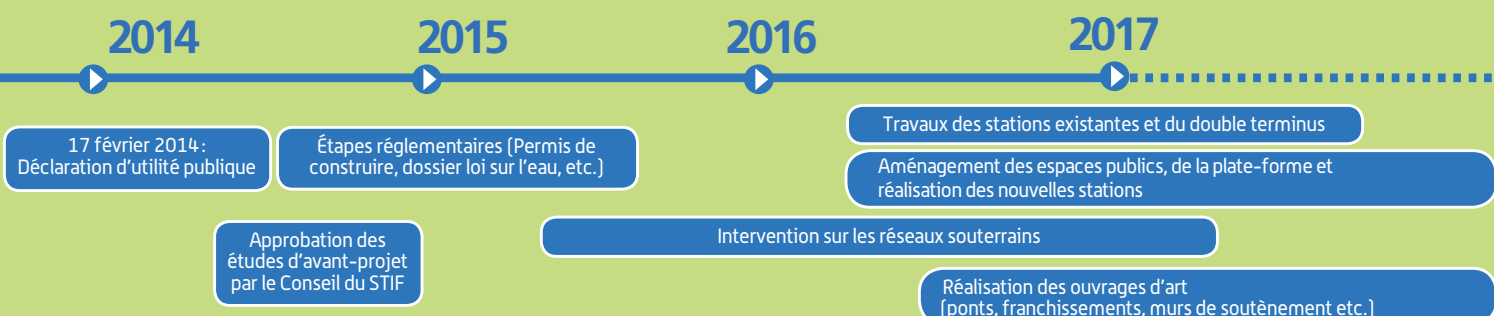 2014
2015
2016
2017
17 février 2014 :
Déclaration d'utilité publique
Étapes réglementaires (Permis de
construire, dossier loi sur l'eau, etc.)
Travaux des stations existantes et du double terminus
Aménagement des espaces publics, de la plate-forme et
réalisation des nouvelles stations
Approbation des
études d'avant-projet
par le Conseil du STIF
Intervention sur les réseaux souterrains
Réalisation des ouvrages d'art
(ponts, franchissements, murs de soutènement etc.)